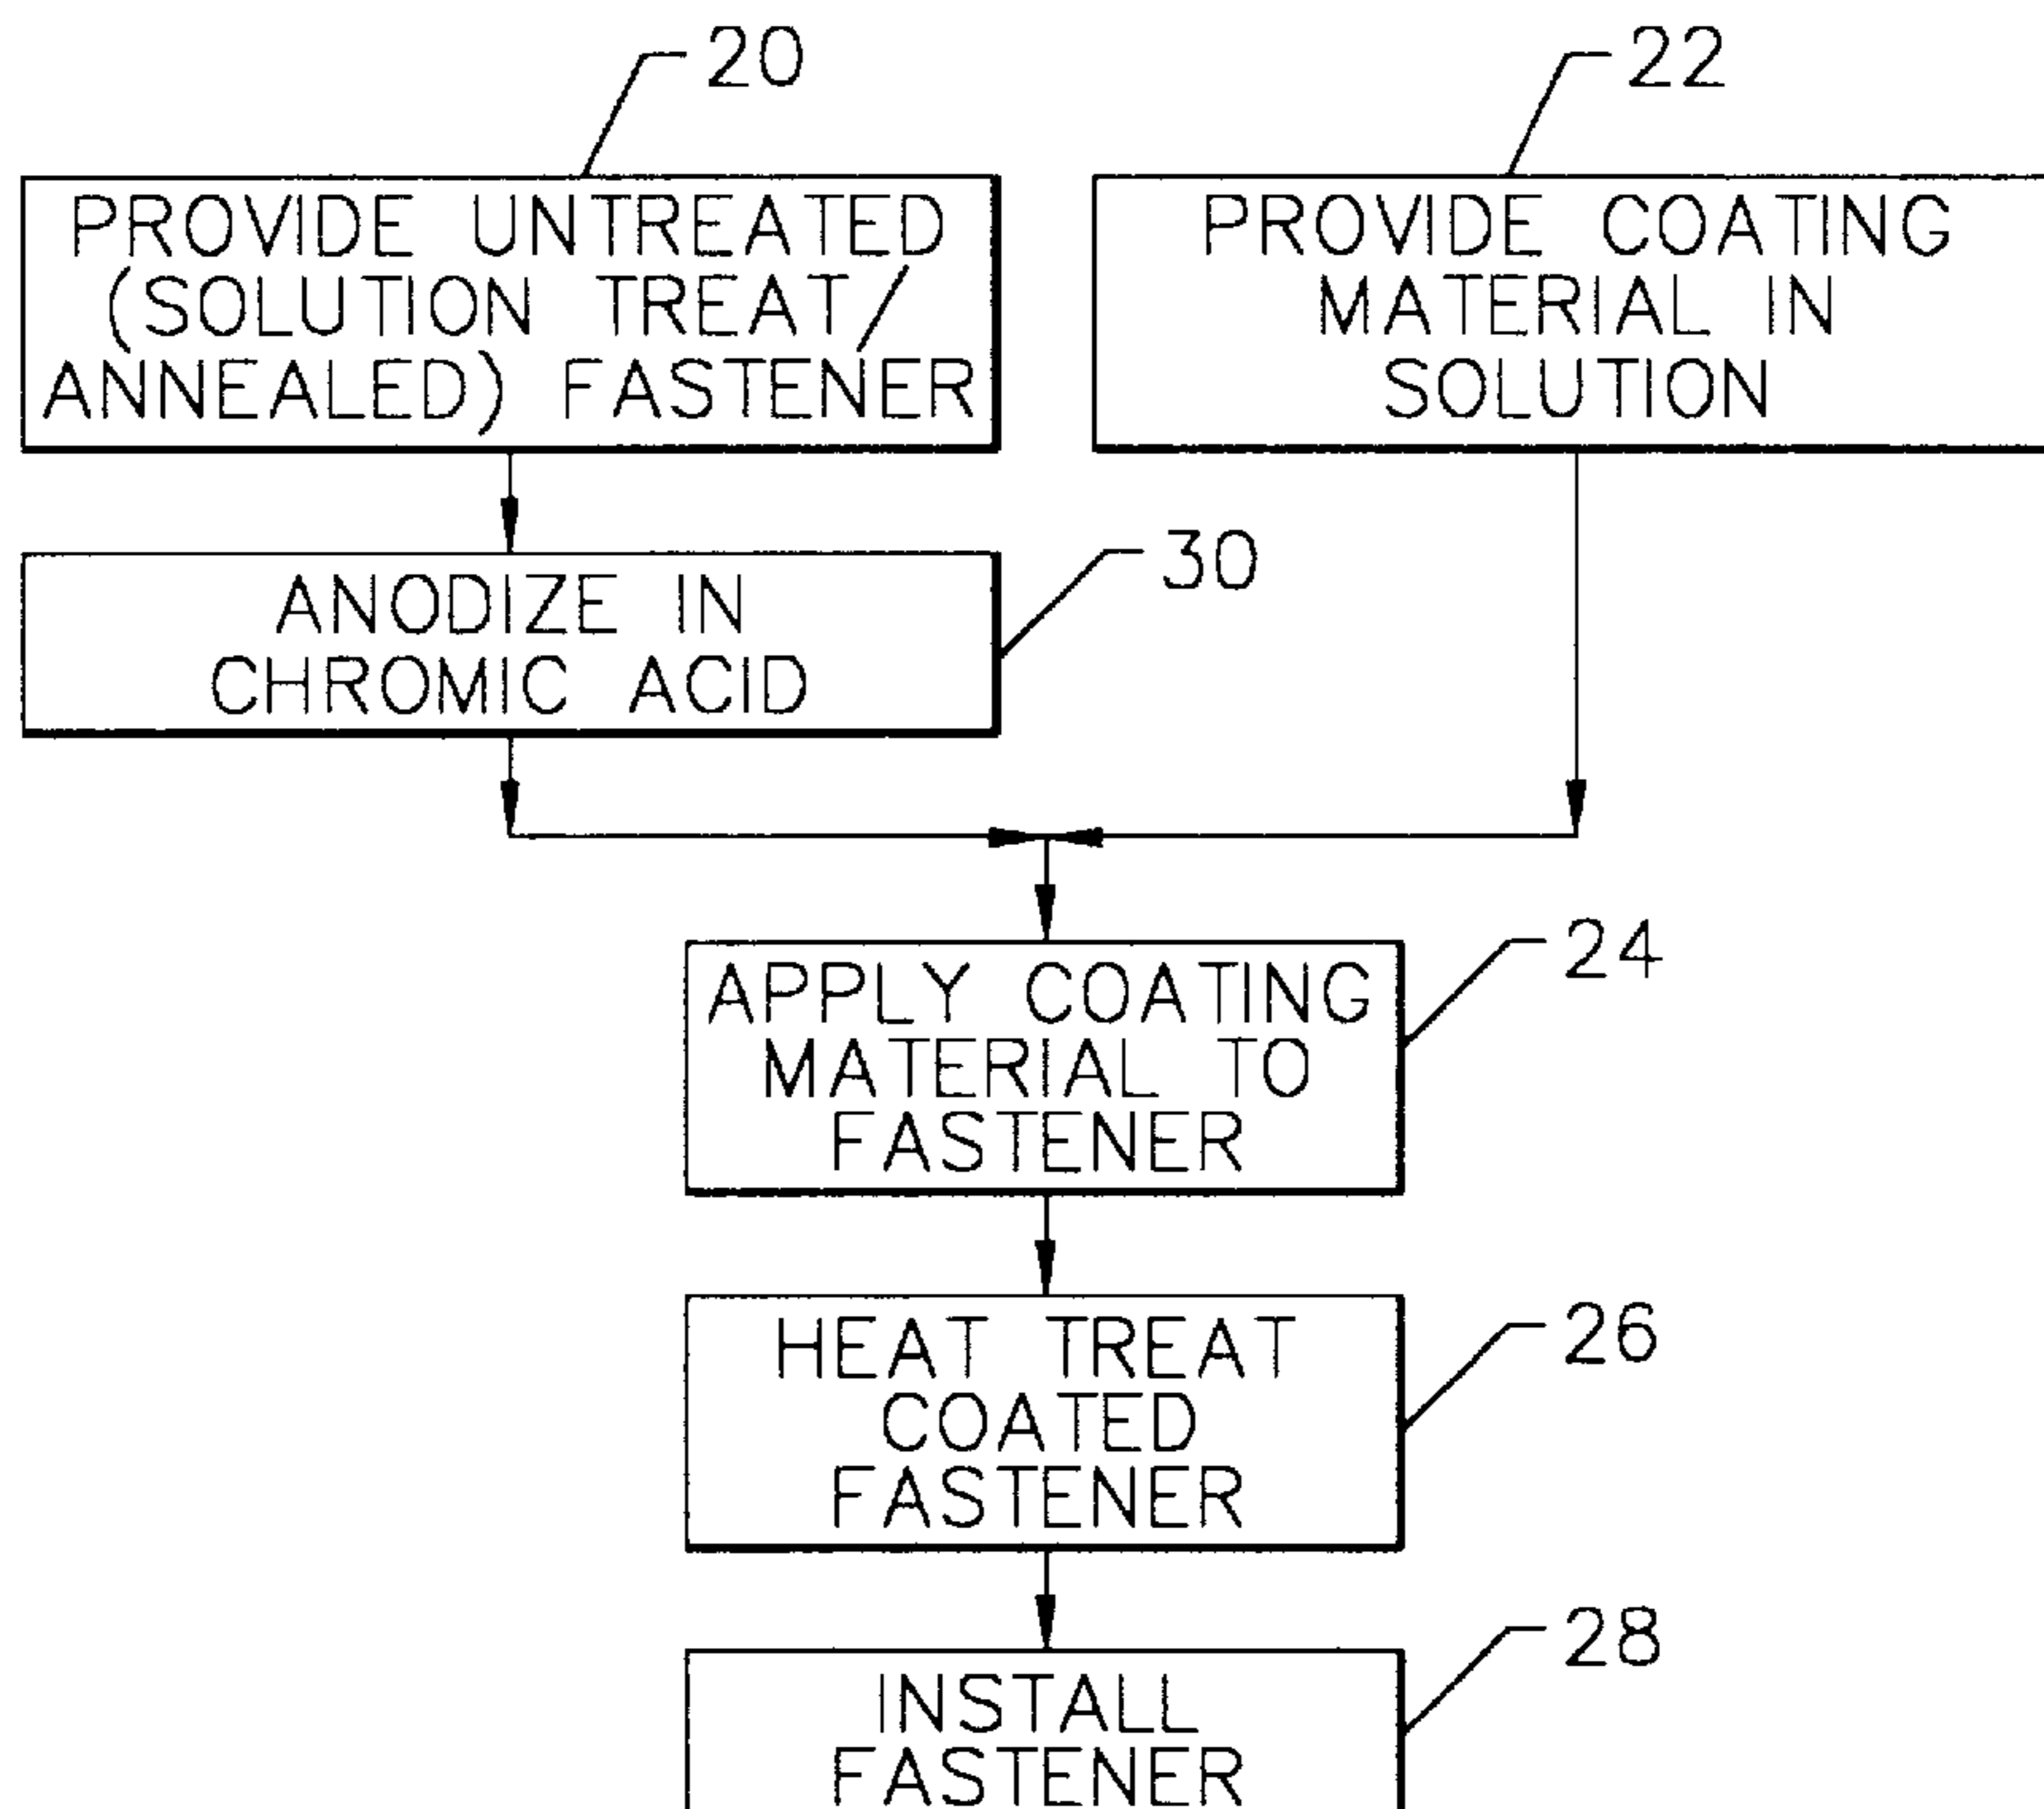 20
PROVIDE UNTREATED
(SOLUTION TREAT/
ANNEALED) FASTENER
22
PROVIDE COATING
MATERIAL IN
SOLUTION
30
ANODIZE IN
CHROMIC ACID
24
APPLY COATING
MATERIAL TO
FASTENER
26
HEAT TREAT
COATED
FASTENER
28
INSTALL
FASTENER